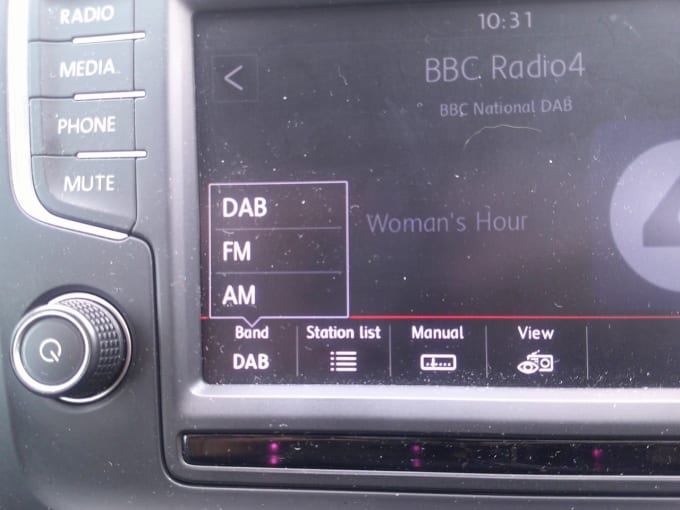 RADIO
MEDIA
PHONE
MUTE
10:31
<
BBC Radio4
BBC National DAB
4
Woman's Hour
DAB
FM
AM
Band
DAB
Station list
Manual
View